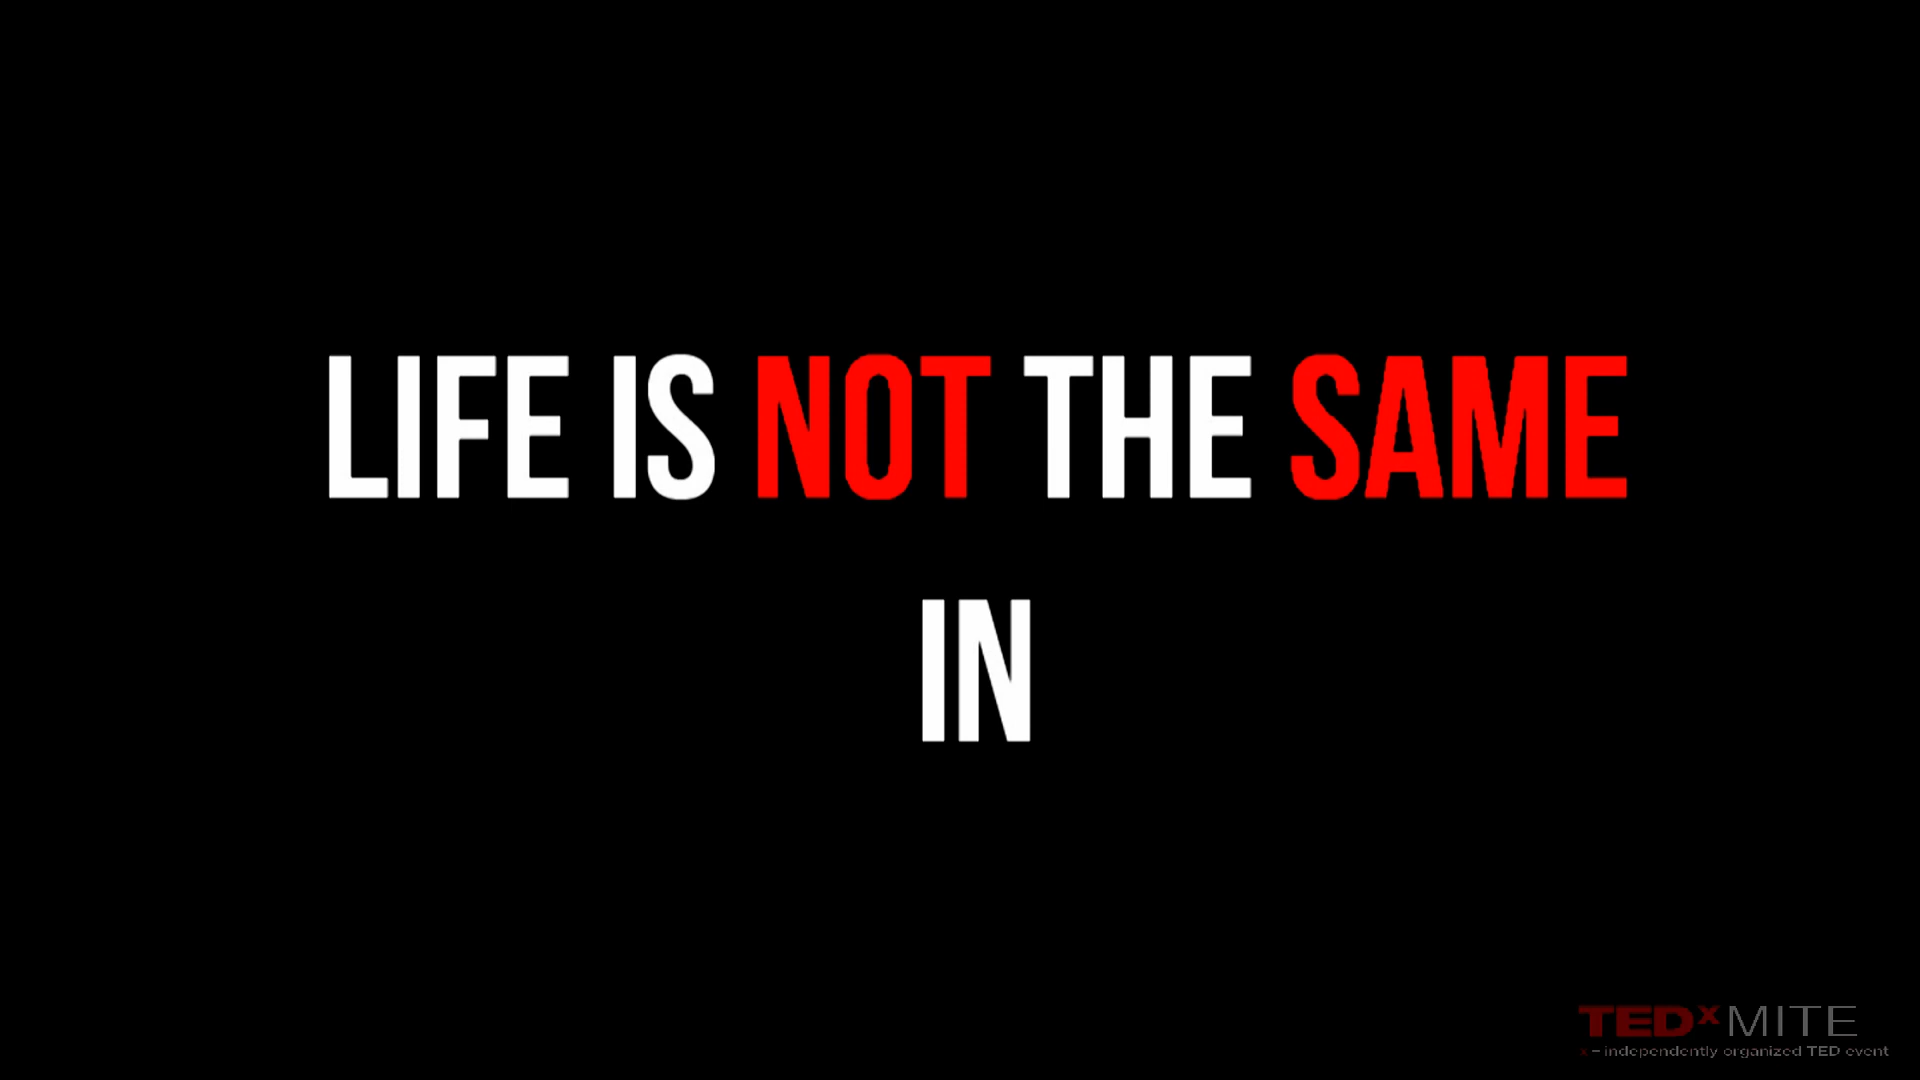 LIFE IS NOT THE SAME
IN
TEDxMITE
x – independently organized TED event